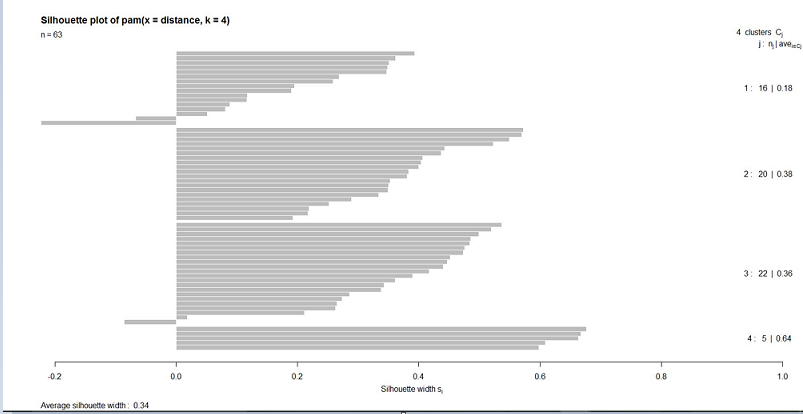 Silhouette plot of pam(x = distance, k = 4)
n = 63
4 clusters Cj
j : nj | avei∈Cj
1 : 16 | 0.18
2 : 20 | 0.38
3 : 22 | 0.36
4 : 5 | 0.64
-0.2 0.0 0.2 0.4 0.6 0.8 1.0
Silhouette width si
Average silhouette width : 0.34